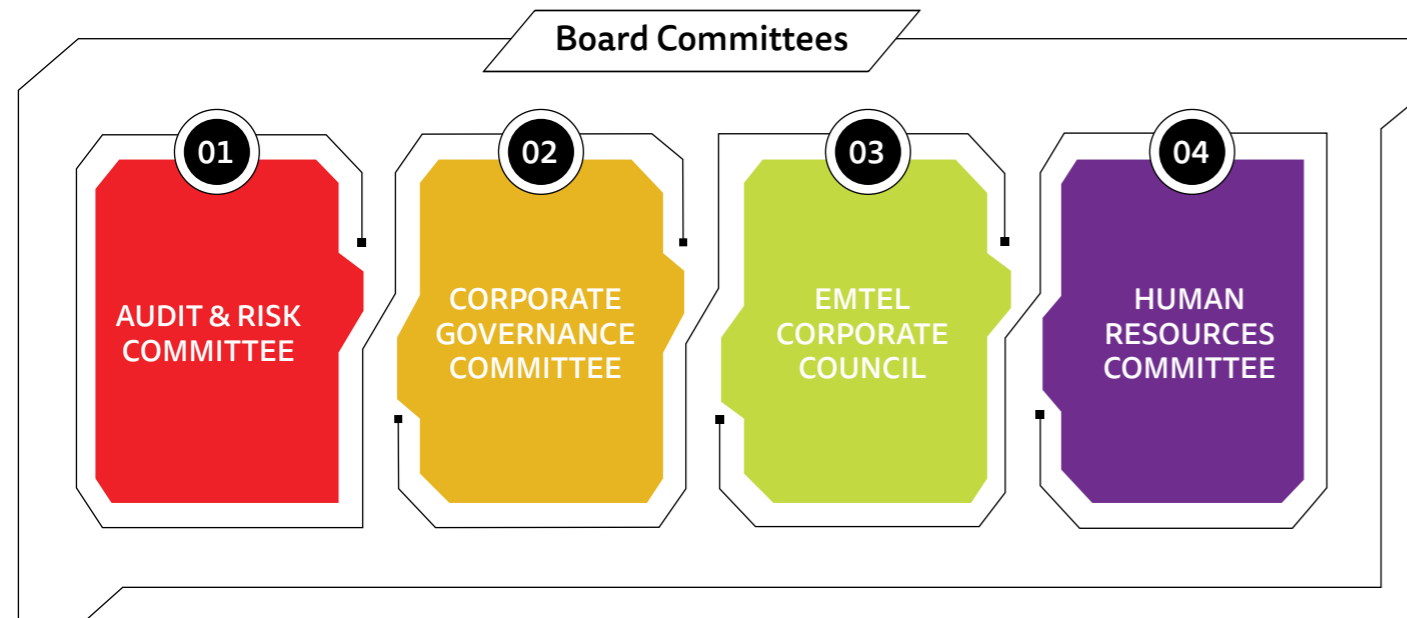 Board Committees
01
AUDIT & RISK
COMMITTEE
02
CORPORATE
GOVERNANCE
COMMITTEE
03
EMTEL
CORPORATE
COUNCIL
04
HUMAN
RESOURCES
COMMITTEE